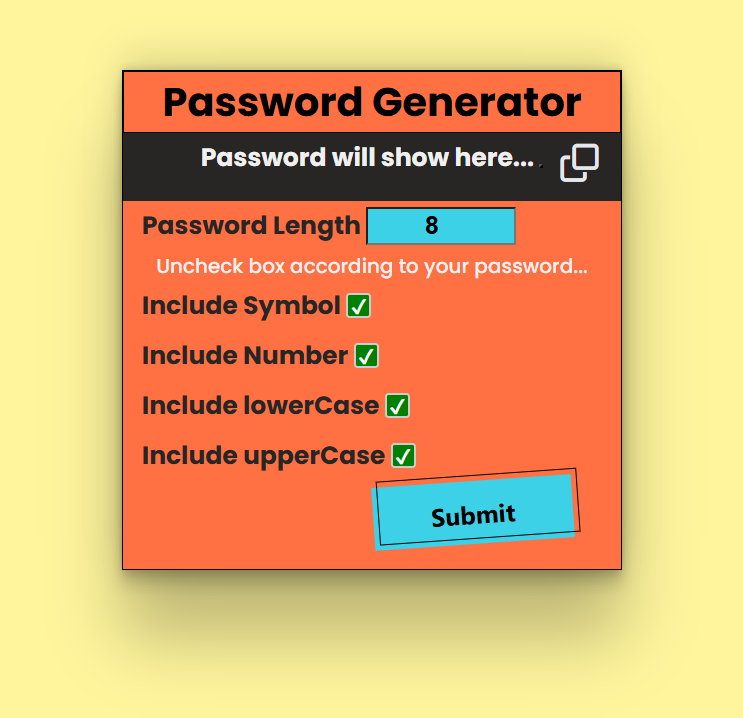 Password Generator
Password will show here...
Password Length 8
Uncheck box according to your password...
Include Symbol
Include Number
Include lowerCase
Include upperCase
Submit